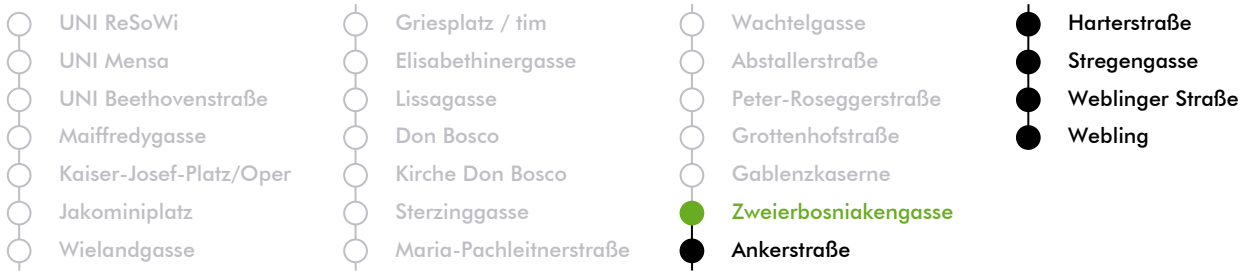 UNI ReSoWi
UNI Mensa
UNI Beethovenstraße
Maiffredygasse
Kaiser-Josef-Platz/Oper
Jakominiplatz
Wielandgasse
Griesplatz / tim
Elisabethinergasse
Lissagasse
Don Bosco
Kirche Don Bosco
Sterzinggasse
Maria-Pachleitnerstraße
Wachtelgasse
Abstallerstraße
Peter-Roseggerstraße
Grottenhofstraße
Gablenzkaserne
Zweierbosniakengasse
Ankerstraße
Harterstraße
Stregengasse
Weblinger Straße
Webling